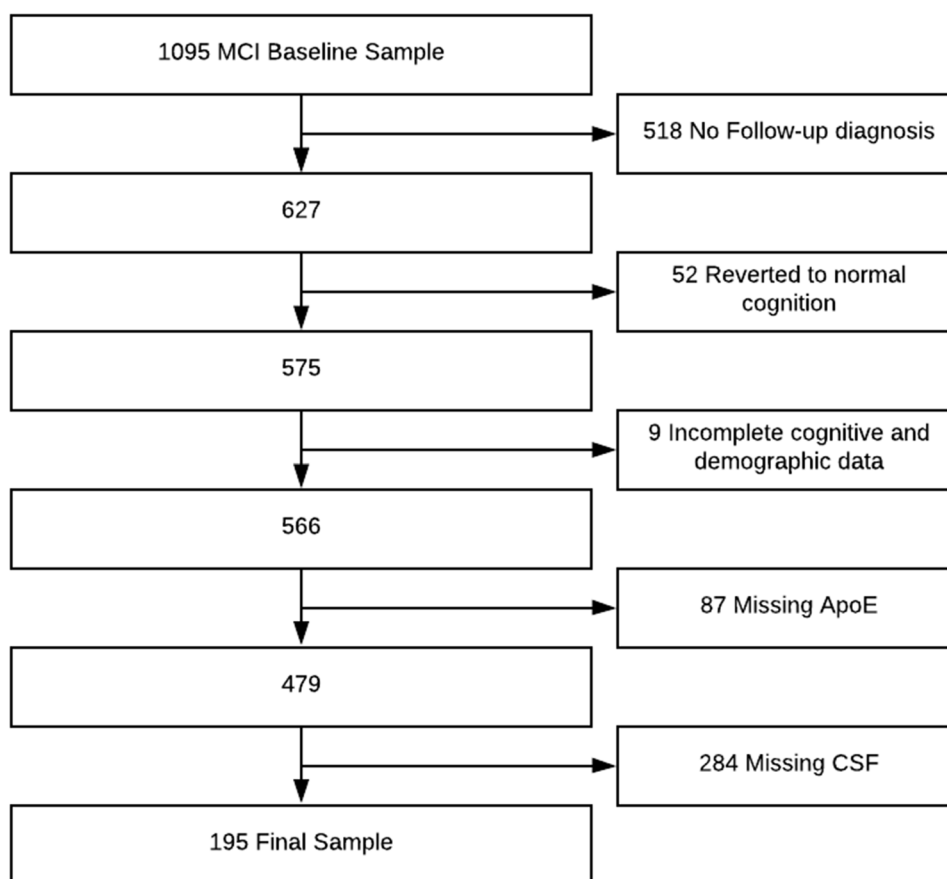 1095 MCI Baseline Sample
518 No Follow-up diagnosis
627
52 Reverted to normal
cognition
575
9 Incomplete cognitive and
demographic data
566
87 Missing ApoE
479
284 Missing CSF
195 Final Sample